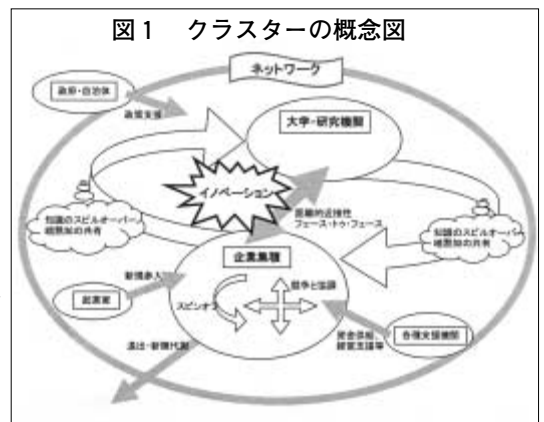 図1 クラスターの概念図
ネットワーク
政府・自治体
政策支援
大学・研究機関
イノベーション
距離的近接性
フェース・トゥ・フェース
知識のスピルオーバー、
暗黙知の共有
知識のスピルオーバー、
暗黙知の共有
企業集積
新規参入
起業家
スピンオフ
競争と協調
退出・新陳代謝
資金供給、
経営支援等
各種支援機関